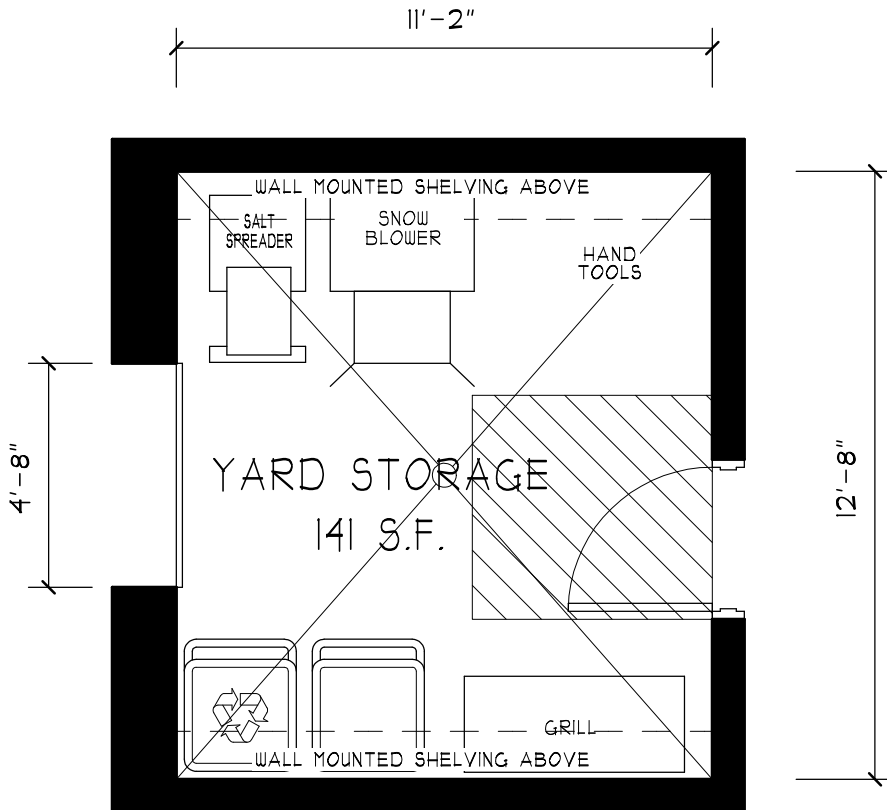 11'-2"
WALL MOUNTED SHELVING ABOVE
SALT
SPREADER
SNOW
BLOWER
HAND
TOOLS
4'-8"
YARD STORAGE
141 S.F.
12'-8"
GRILL
WALL MOUNTED SHELVING ABOVE